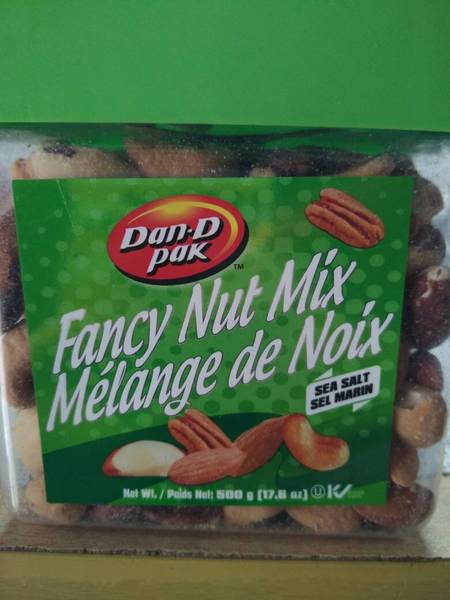 Dan·D
Pak
TM
Fancy Nut Mix
Mélange de Noix
SEA SALT
SEL MARIN
Net Wt. / Poids Net: 500 g (17.6 oz) U K